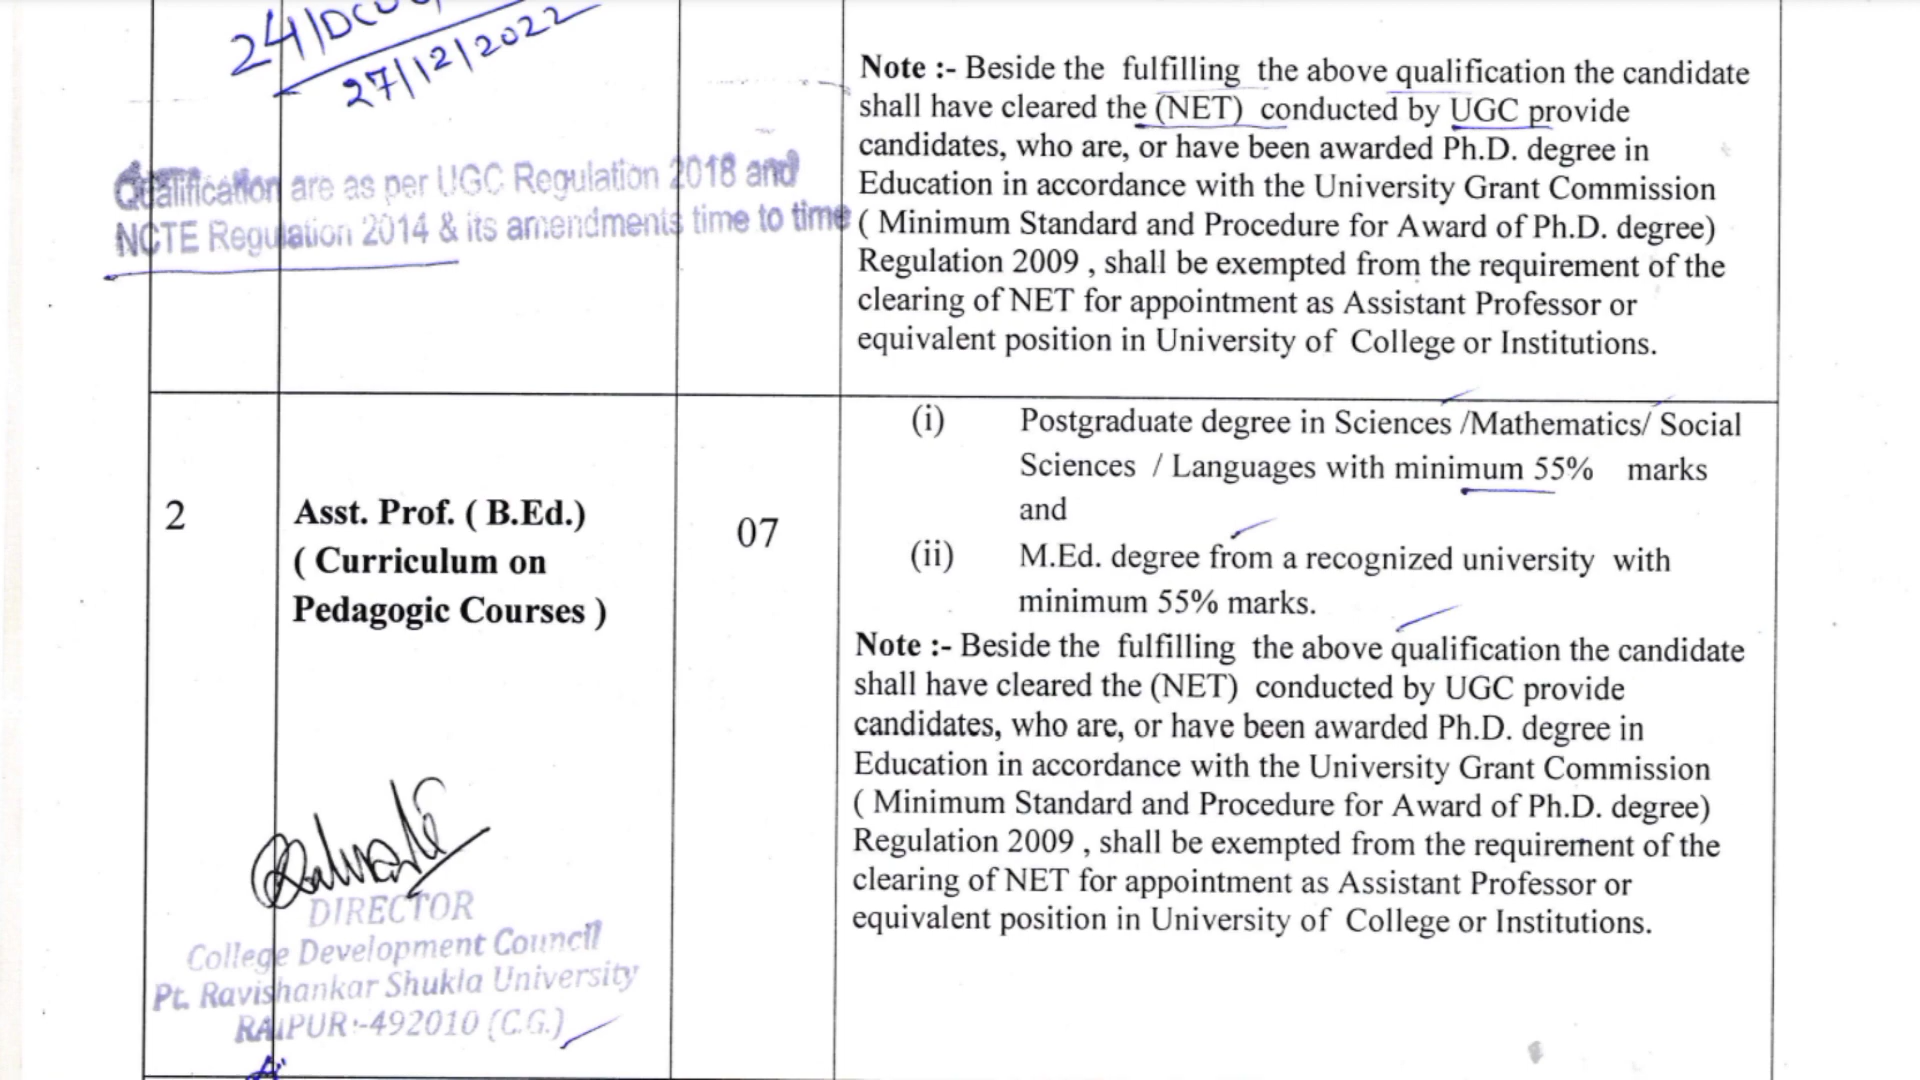 27/12/2022
Note :- Beside the fulfilling the above qualification the candidate
shall have cleared the (NET) conducted by UGC provide
candidates, who are, or have been awarded Ph.D. degree in
Education in accordance with the University Grant Commission
( Minimum Standard and Procedure for Award of Ph.D. degree)
Regulation 2009 , shall be exempted from the requirement of the
clearing of NET for appointment as Assistant Professor or
equivalent position in University of College or Institutions.
Qualification are as per UGC Regulation 2018 and
NCTE Regulation 2014 & its amendments time to time
2
Asst. Prof. ( B.Ed.)
( Curriculum on
Pedagogic Courses )
07
(i) Postgraduate degree in Sciences /Mathematics/ Social
Sciences / Languages with minimum 55% marks
and
(ii) M.Ed. degree from a recognized university with
minimum 55% marks.
Note :- Beside the fulfilling the above qualification the candidate
shall have cleared the (NET) conducted by UGC provide
candidates, who are, or have been awarded Ph.D. degree in
Education in accordance with the University Grant Commission
( Minimum Standard and Procedure for Award of Ph.D. degree)
Regulation 2009 , shall be exempted from the requirement of the
clearing of NET for appointment as Assistant Professor or
equivalent position in University of College or Institutions.
DIRECTOR
College Development Council
Pt. Ravishankar Shukla University
RAIPUR:-492010 (C.G.)